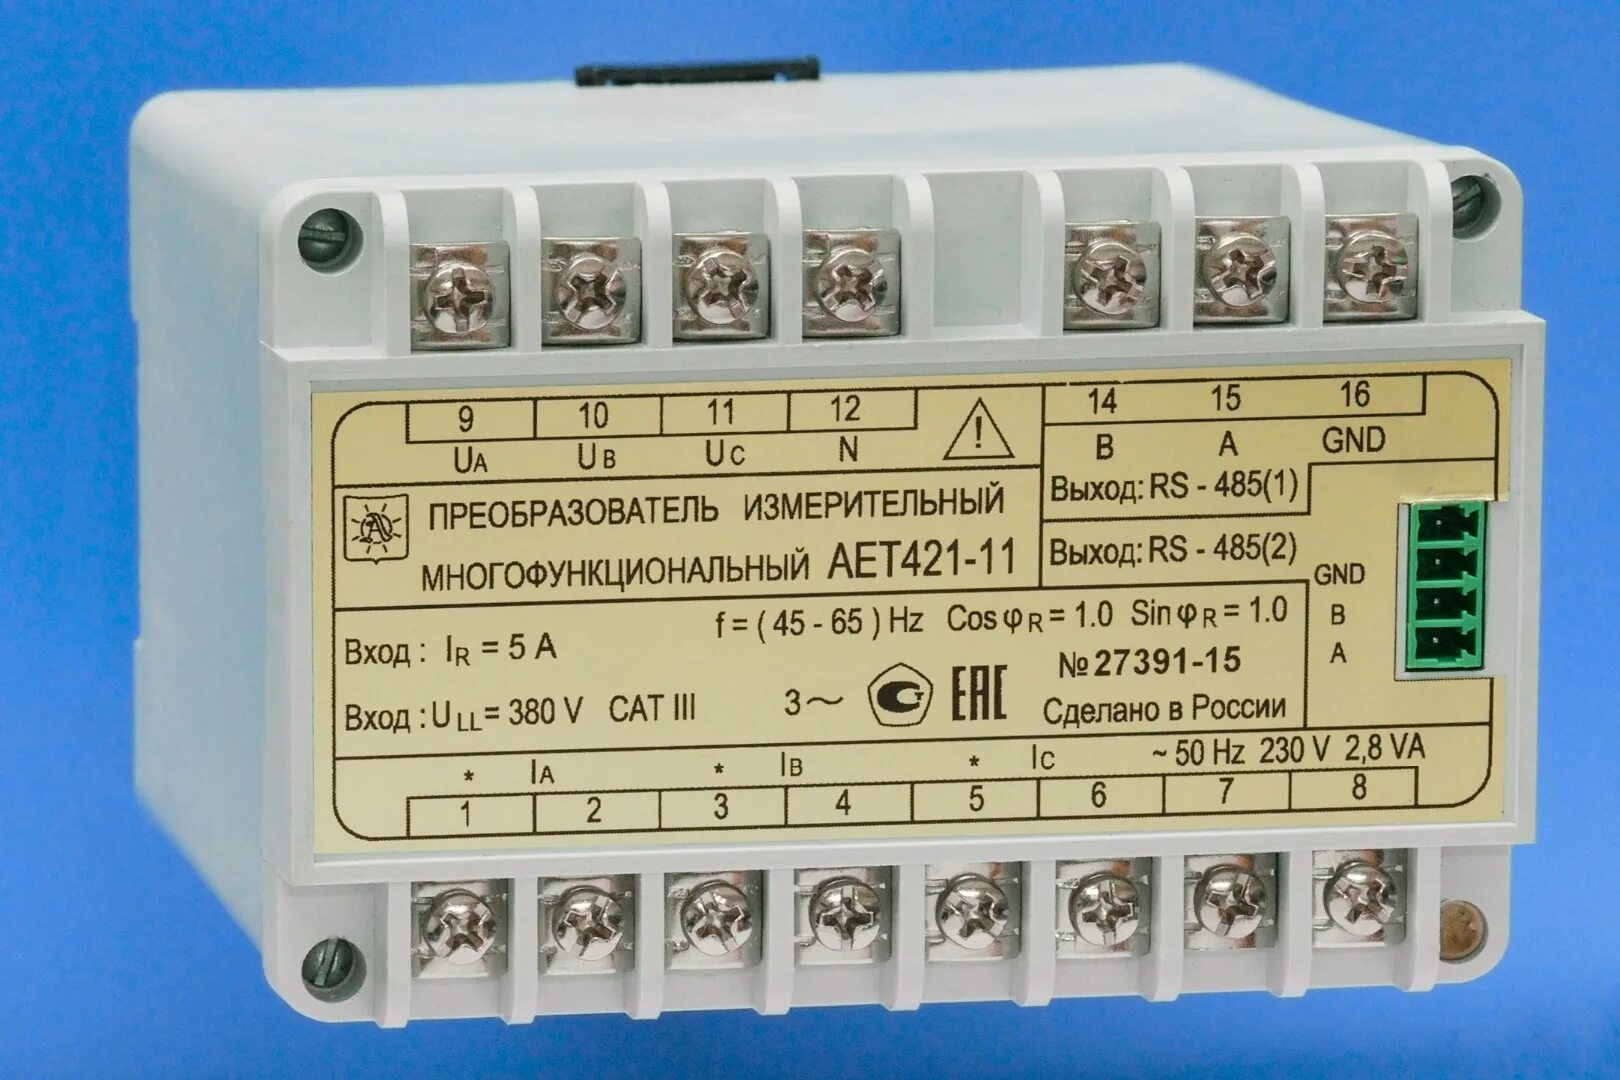 9 10 11 12 14 15 16
UA UB UC N B A GND
Выход: RS - 485(1)
ПРЕОБРАЗОВАТЕЛЬ ИЗМЕРИТЕЛЬНЫЙ
МНОГОФУНКЦИОНАЛЬНЫЙ АЕТ421-11
Выход: RS - 485(2)
GND
B
A
f = ( 45 - 65 ) Hz Cos φR = 1.0 Sin φR = 1.0
Вход : IR = 5 A
№ 27391-15
Вход : ULL = 380 V CAT III 3 ~ EAC
Сделано в России
* IA * IB * IC ~ 50 Hz 230 V 2,8 VA
1 2 3 4 5 6 7 8